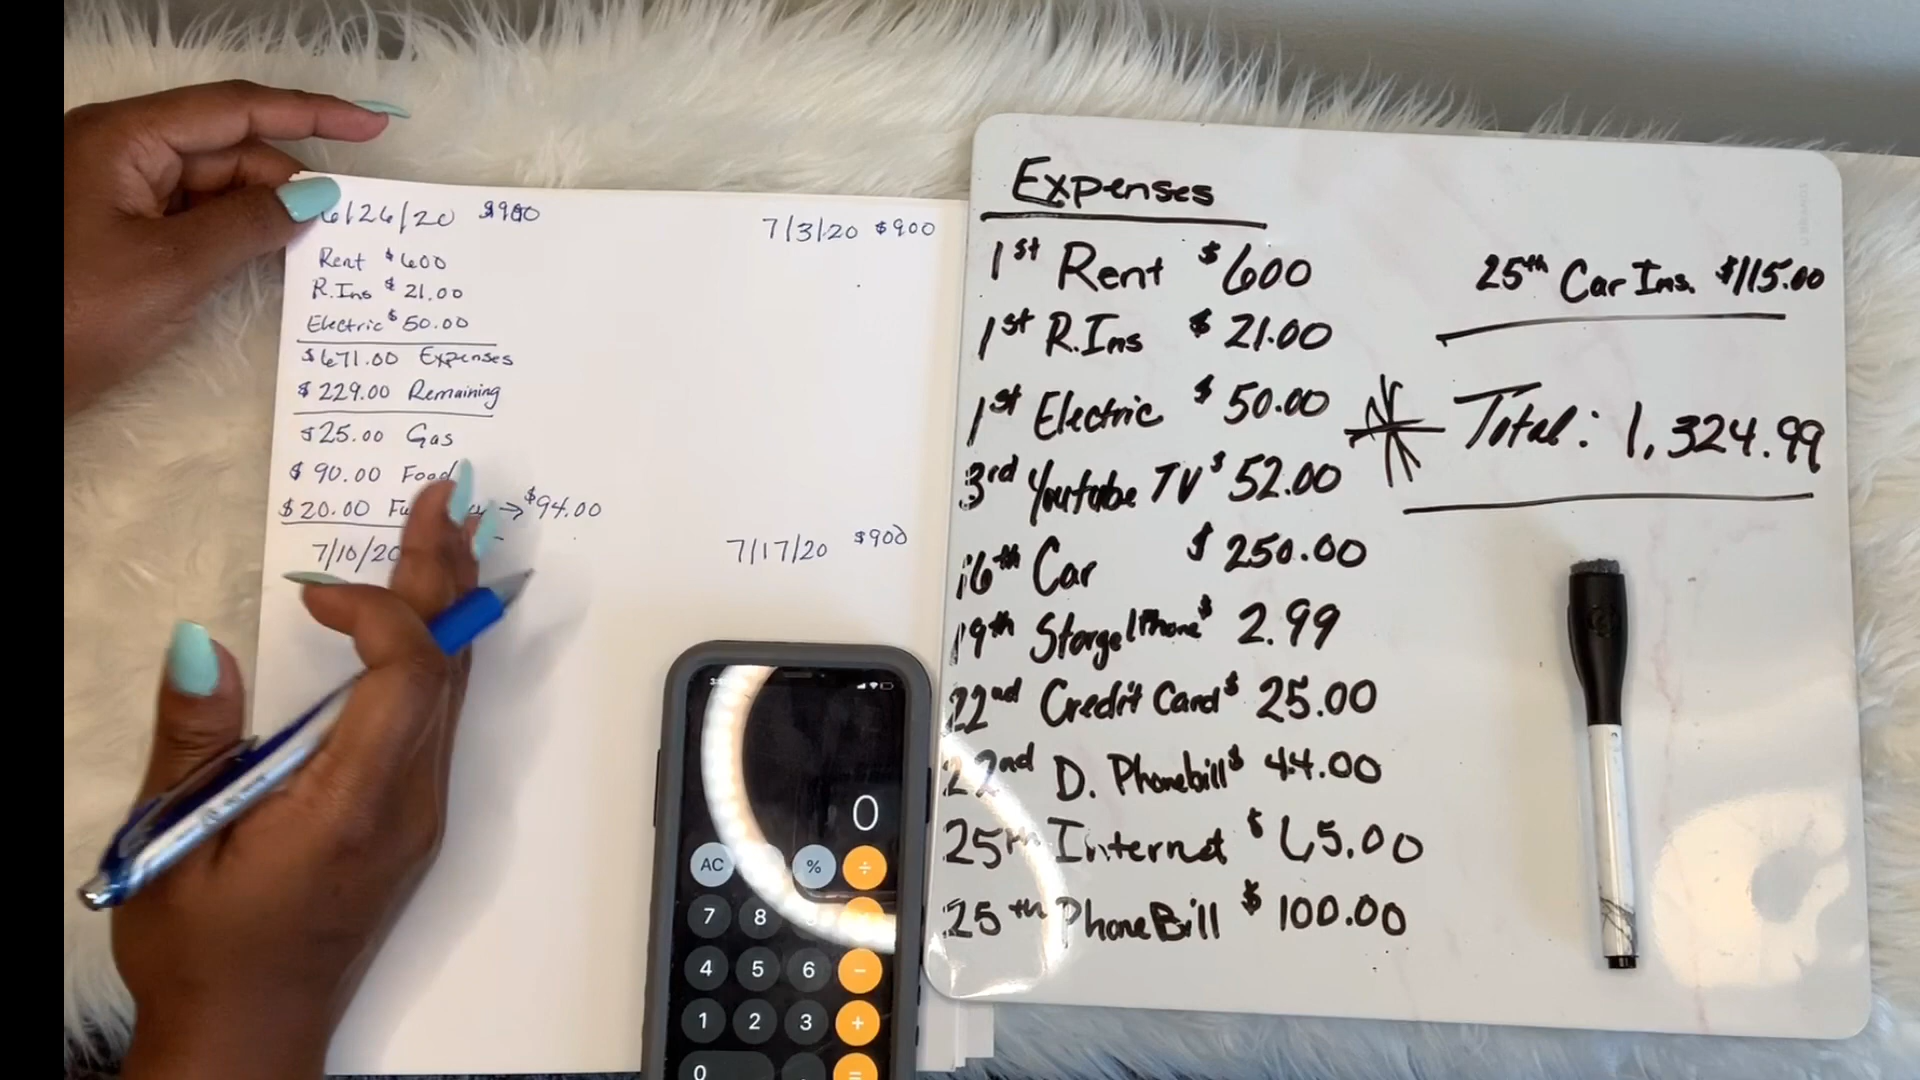 6/26/20 $900
Rent $600
R.Ins $21.00
Electric $50.00
$671.00 Expenses
$229.00 Remaining
$25.00 Gas
$90.00 Food
$20.00 → $94.00
7/10/20
7/3/20 $900
7/17/20 $900
0
AC % ÷
7 8
4 5 6 -
1 2 3 +
0 . =
Expenses
1st Rent $600
1st R.Ins $ 21.00
1st Electric $ 50.00
3rd Youtube TV $ 52.00
16th Car $ 250.00
19th Storge iPhone $ 2.99
22nd Credit Card $ 25.00
22nd D. Phonebill $ 44.00
25th Internet $ 65.00
25th Phone Bill $ 100.00
25th Car Ins. $115.00
Total: 1,324.99